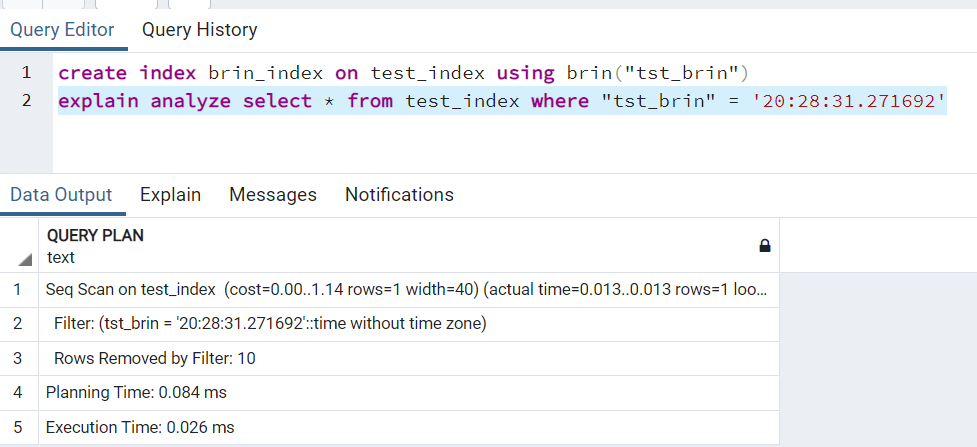 Query Editor Query History
1 create index brin_index on test_index using brin("tst_brin")
2 explain analyze select * from test_index where "tst_brin" = '20:28:31.271692'
Data Output Explain Messages Notifications
QUERY PLAN
text
1 Seq Scan on test_index (cost=0.00..1.14 rows=1 width=40) (actual time=0.013..0.013 rows=1 loo...
2 Filter: (tst_brin = '20:28:31.271692'::time without time zone)
3 Rows Removed by Filter: 10
4 Planning Time: 0.084 ms
5 Execution Time: 0.026 ms